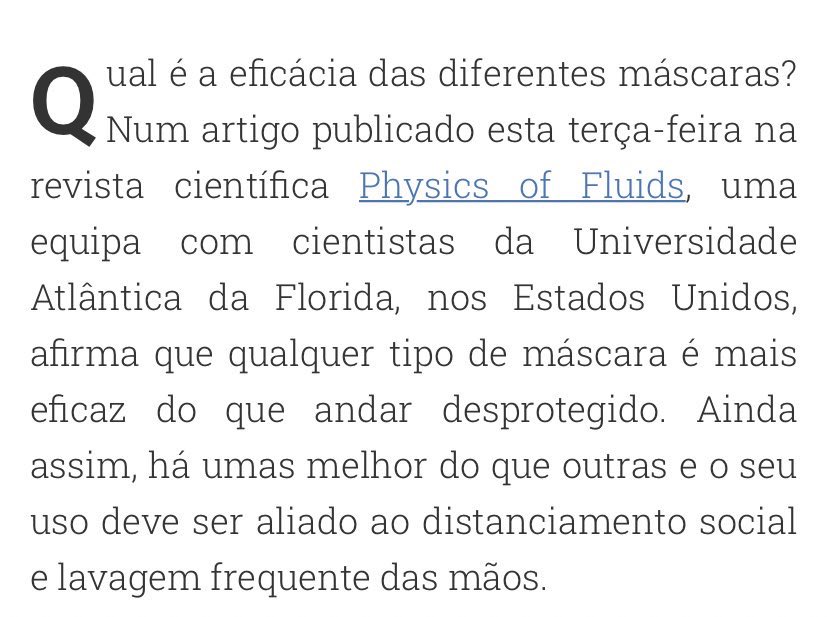 Qual é a eficácia das diferentes máscaras?
Num artigo publicado esta terça-feira na
revista científica Physics of Fluids, uma
equipa com cientistas da Universidade
Atlântica da Florida, nos Estados Unidos,
afirma que qualquer tipo de máscara é mais
eficaz do que andar desprotegido. Ainda
assim, há umas melhor do que outras e o seu
uso deve ser aliado ao distanciamento social
e lavagem frequente das mãos.